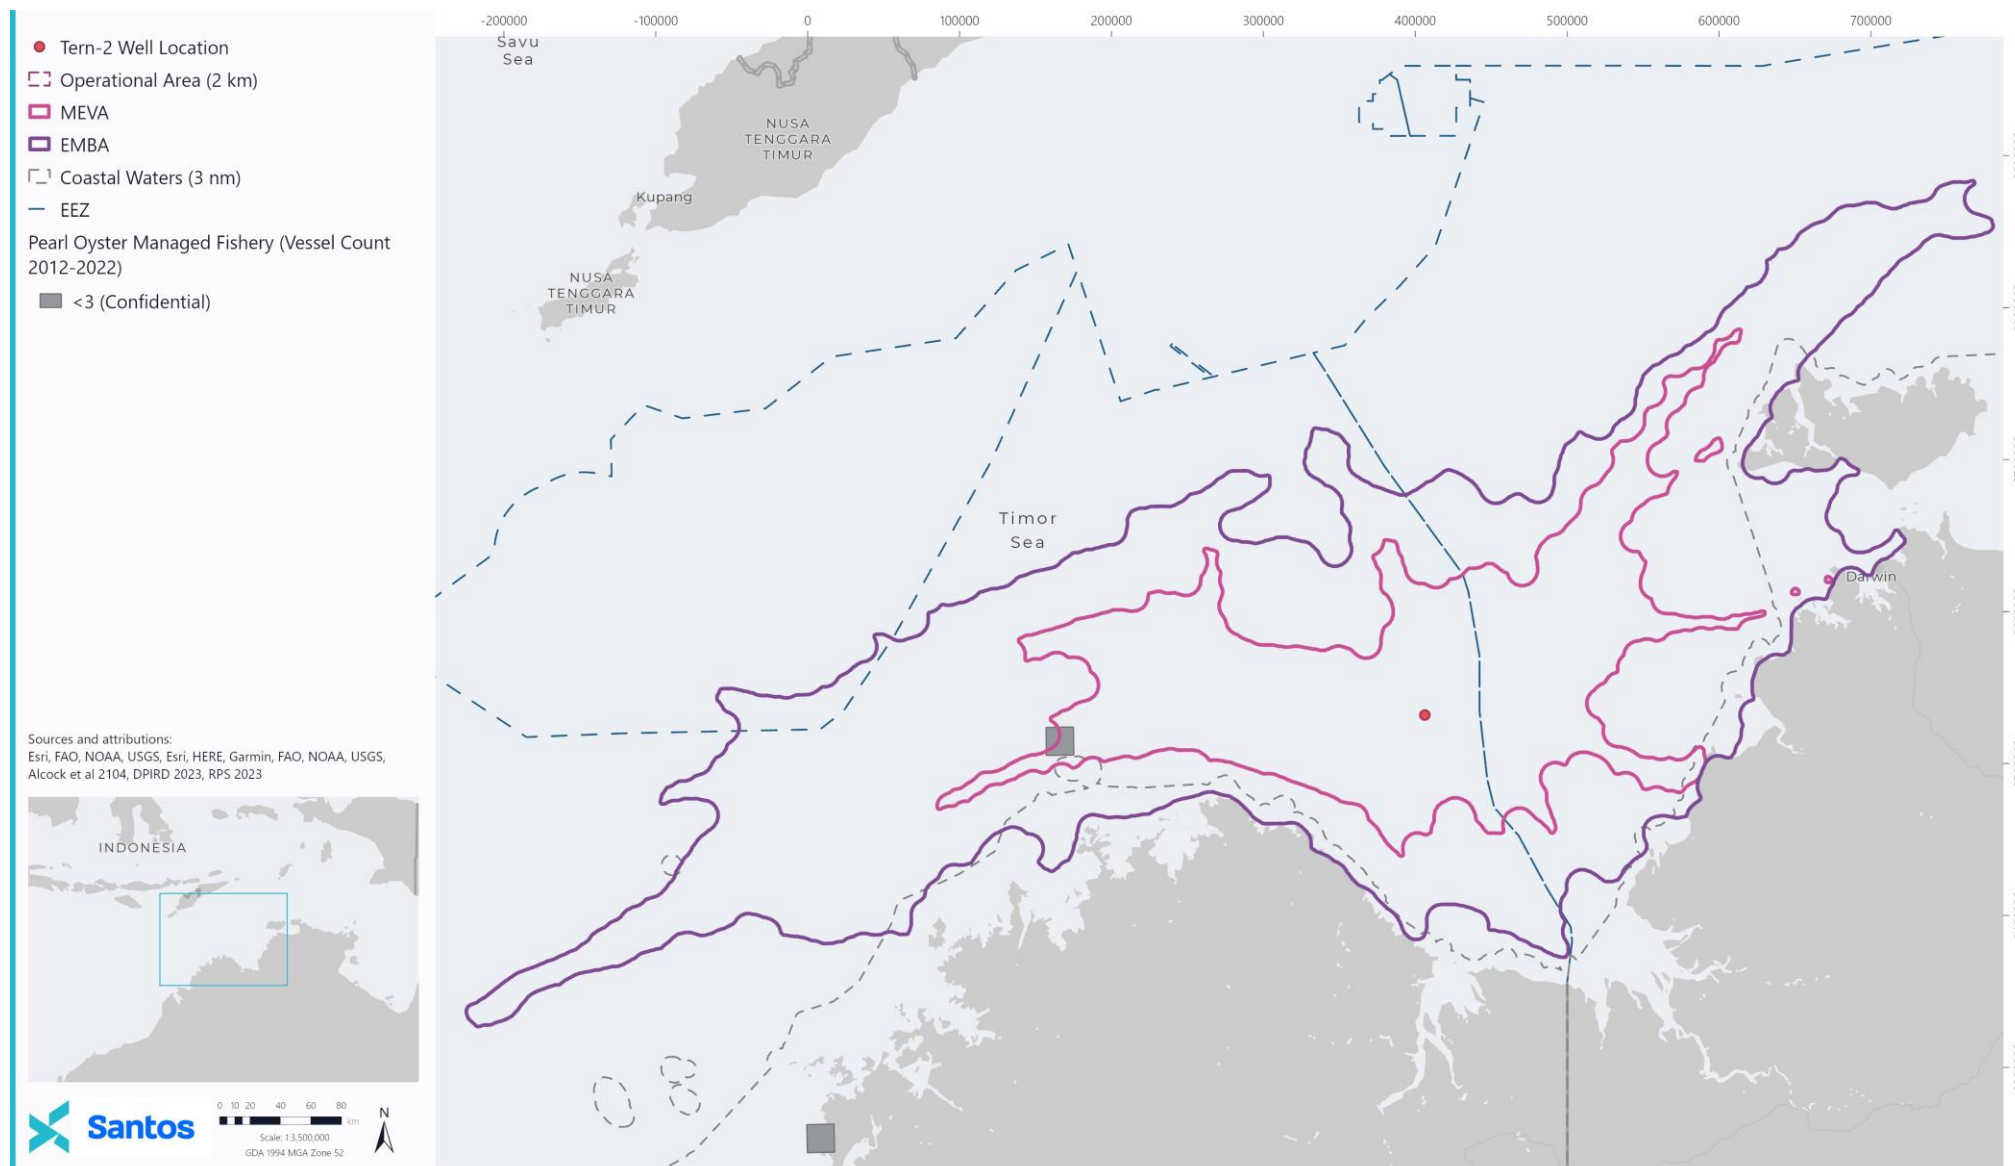 -200000
-100000
0
100000
200000
300000
400000
500000
600000
700000
Tern-2 Well Location
Operational Area (2 km)
MEVA
EMBA
Coastal Waters (3 nm)
EEZ
Pearl Oyster Managed Fishery (Vessel Count
2012-2022)
<3 (Confidential)
Savu
Sea
NUSA
TENGGARA
TIMUR
Kupang
NUSA
TENGGARA
TIMUR
Timor
Sea
Darwin
Sources and attributions:
Esri, FAO, NOAA, USGS, Esri, HERE, Garmin, FAO, NOAA, USGS,
Alcock et al 2104, DPIRD 2023, RPS 2023
INDONESIA
Santos
0 10 20 40 60 80
km
Scale: 1:3,500,000
GDA 1994 MGA Zone 52
N